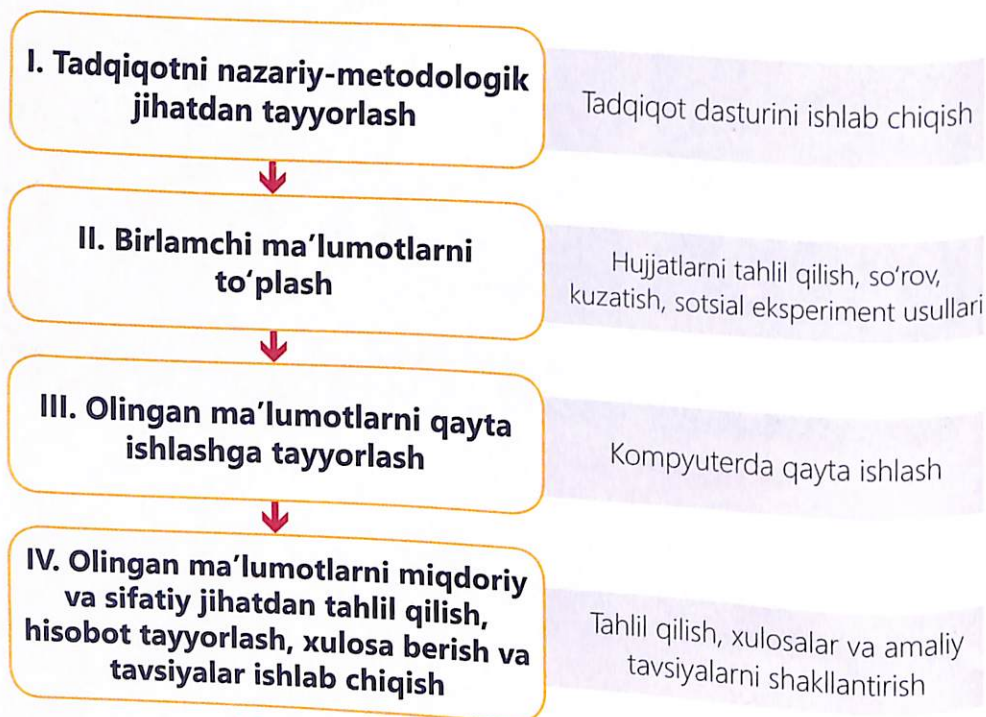 I. Tadqiqotni nazariy-metodologik
jihatdan tayyorlash
Tadqiqot dasturini ishlab chiqish
II. Birlamchi ma’lumotlarni
to‘plash
Hujjatlarni tahlil qilish, so‘rov,
kuzatish, sotsial eksperiment usullari
III. Olingan ma’lumotlarni qayta
ishlashga tayyorlash
Kompyuterda qayta ishlash
IV. Olingan ma’lumotlarni miqdoriy
va sifatiy jihatdan tahlil qilish,
hisobot tayyorlash, xulosa berish va
tavsiyalar ishlab chiqish
Tahlil qilish, xulosalar va amaliy
tavsiyalarni shakllantirish